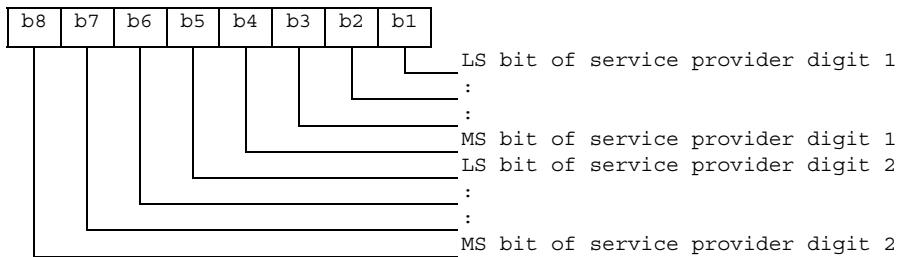 b8 b7 b6 b5 b4 b3 b2 b1
LS bit of service provider digit 1
:
:
MS bit of service provider digit 1
LS bit of service provider digit 2
:
:
MS bit of service provider digit 2